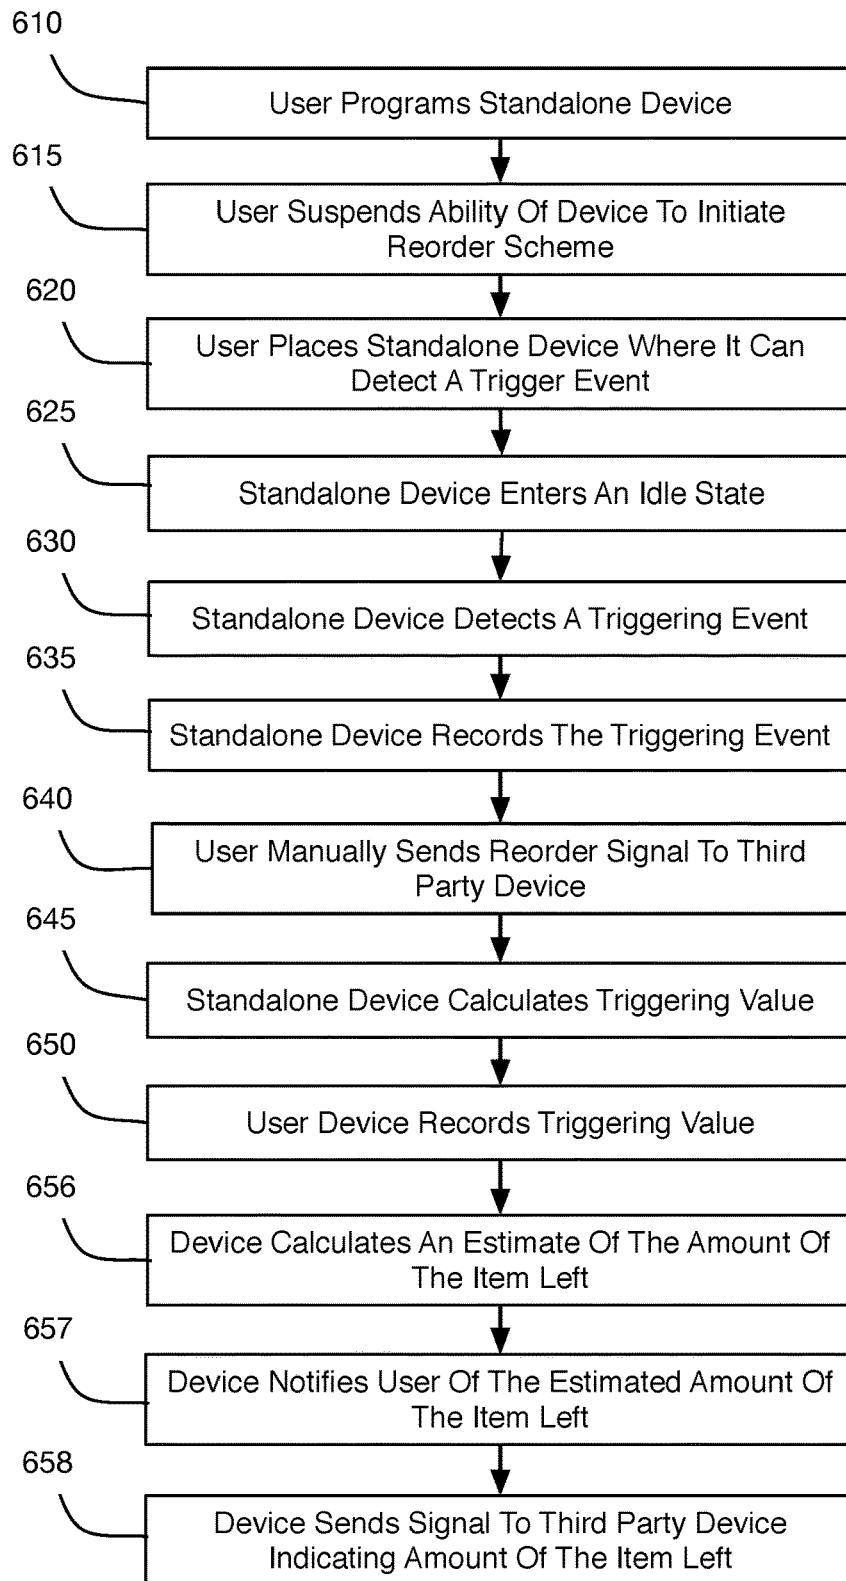 610
User Programs Standalone Device
615
User Suspends Ability Of Device To Initiate
Reorder Scheme
620
User Places Standalone Device Where It Can
Detect A Trigger Event
625
Standalone Device Enters An Idle State
630
Standalone Device Detects A Triggering Event
635
Standalone Device Records The Triggering Event
640
User Manually Sends Reorder Signal To Third
Party Device
645
Standalone Device Calculates Triggering Value
650
User Device Records Triggering Value
656
Device Calculates An Estimate Of The Amount Of
The Item Left
657
Device Notifies User Of The Estimated Amount Of
The Item Left
658
Device Sends Signal To Third Party Device
Indicating Amount Of The Item Left